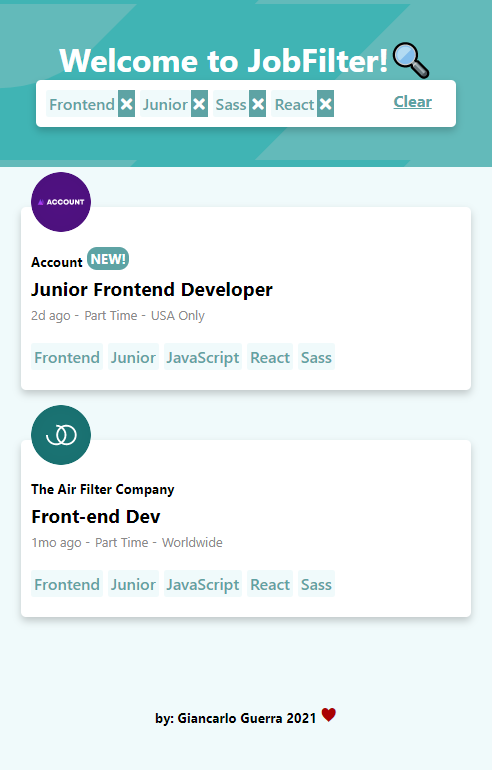 Welcome to JobFilter!
Frontend × Junior × Sass × React × Clear
ACCOUNT
Account NEW!
Junior Frontend Developer
2d ago - Part Time - USA Only
Frontend Junior JavaScript React Sass
The Air Filter Company
Front-end Dev
1mo ago - Part Time - Worldwide
Frontend Junior JavaScript React Sass
by: Giancarlo Guerra 2021